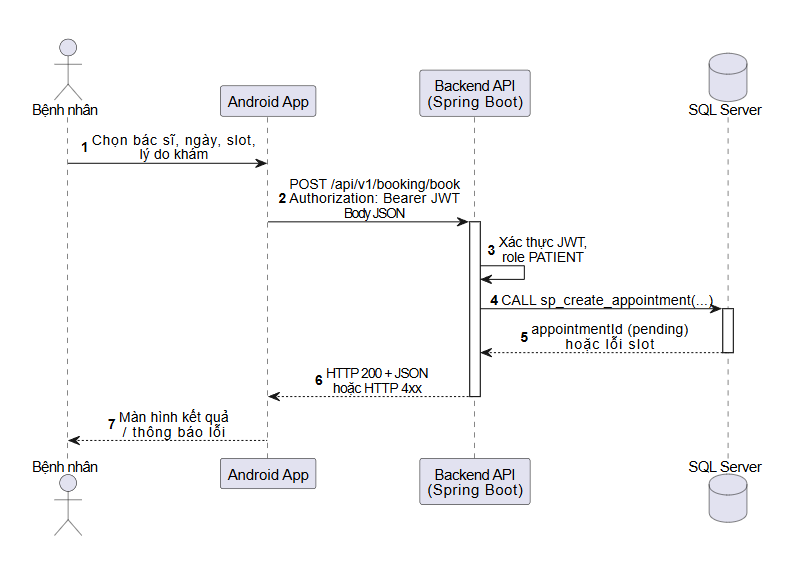 Bệnh nhân
Android App
Backend API
(Spring Boot)
SQL Server
1 Chọn bác sĩ, ngày, slot,
lý do khám
POST /api/v1/booking/book
2 Authorization: Bearer JWT
Body JSON
3 Xác thực JWT,
role PATIENT
4 CALL sp_create_appointment(...)
5 appointmentId (pending)
hoặc lỗi slot
6 HTTP 200 + JSON
hoặc HTTP 4xx
7 Màn hình kết quả
/ thông báo lỗi
Bệnh nhân
Android App
Backend API
(Spring Boot)
SQL Server